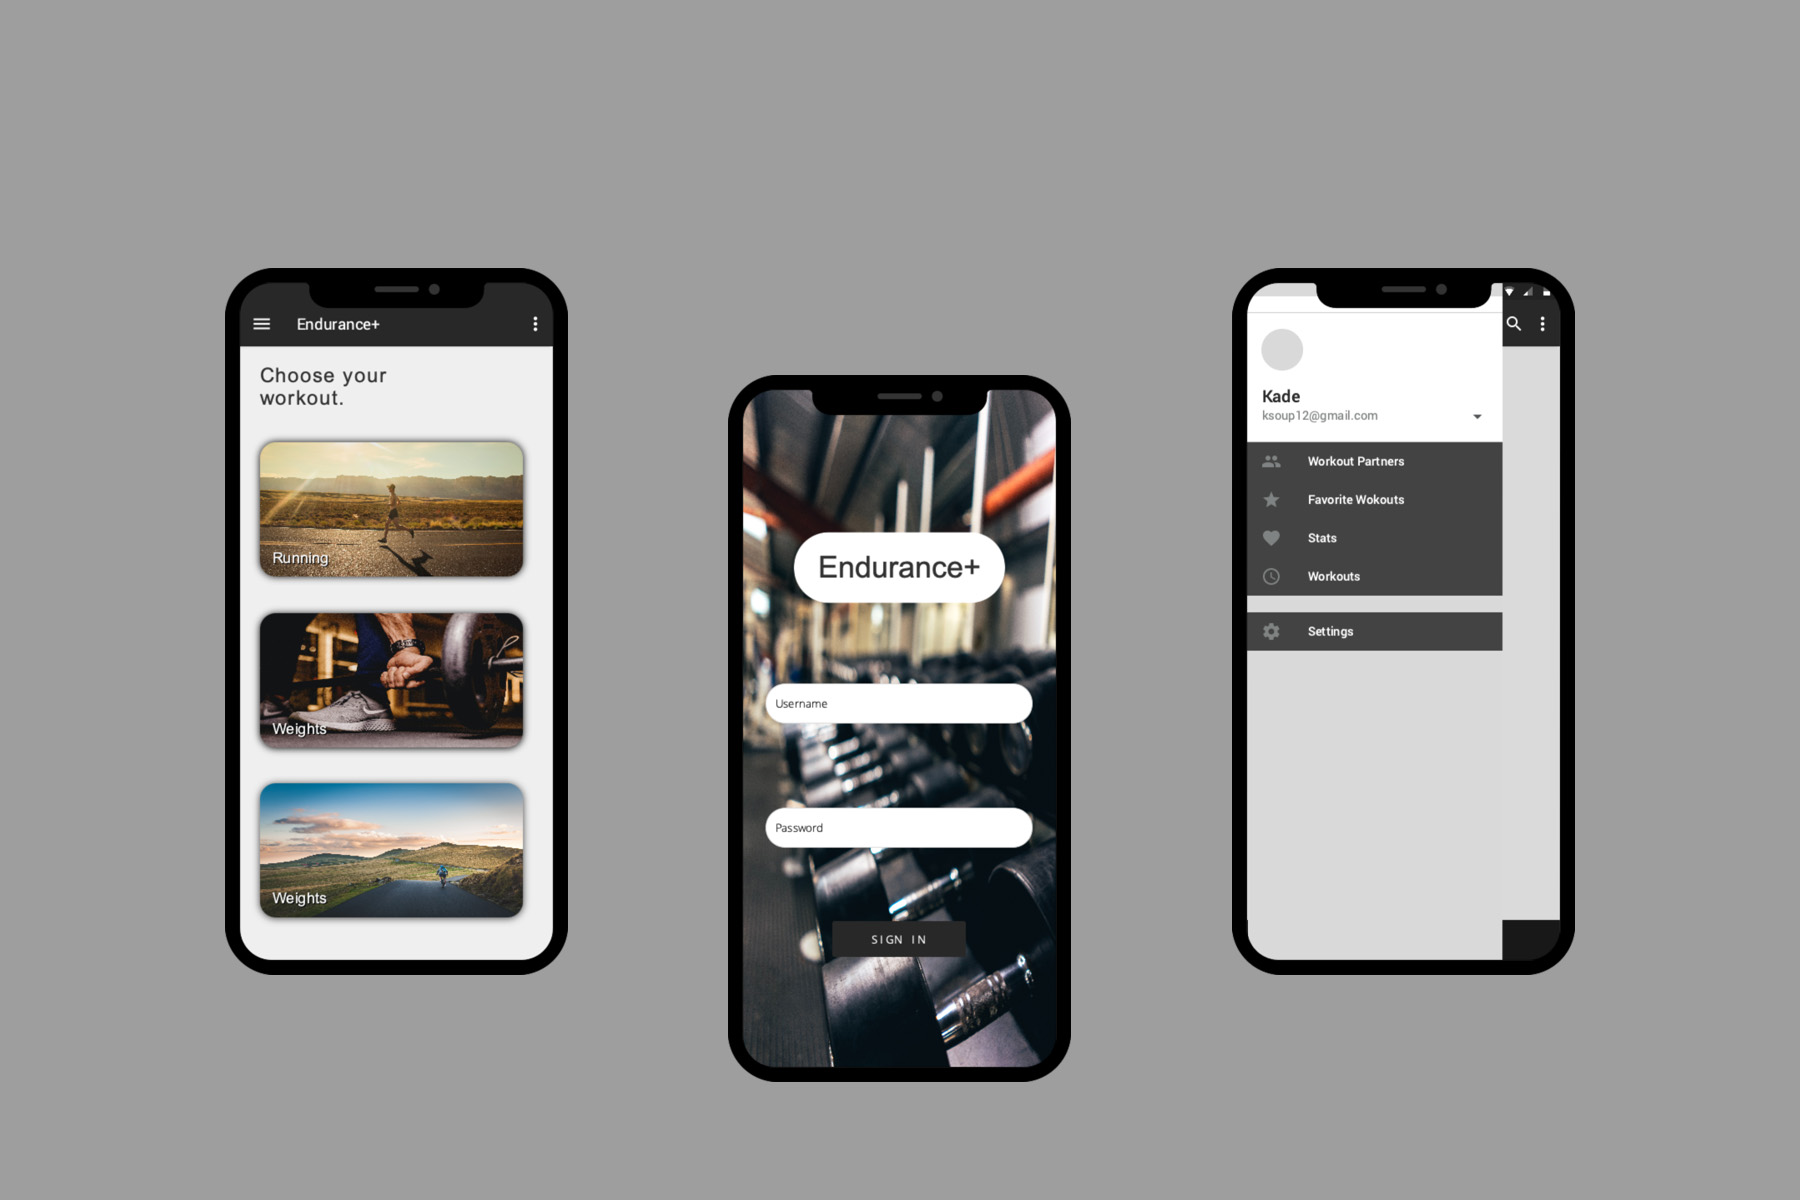 Endurance+
Choose your
workout.
Running
Weights
Weights
Endurance+
Username
Password
SIGN IN
Kade
ksoup12@gmail.com
Workout Partners
Favorite Wokouts
Stats
Workouts
Settings